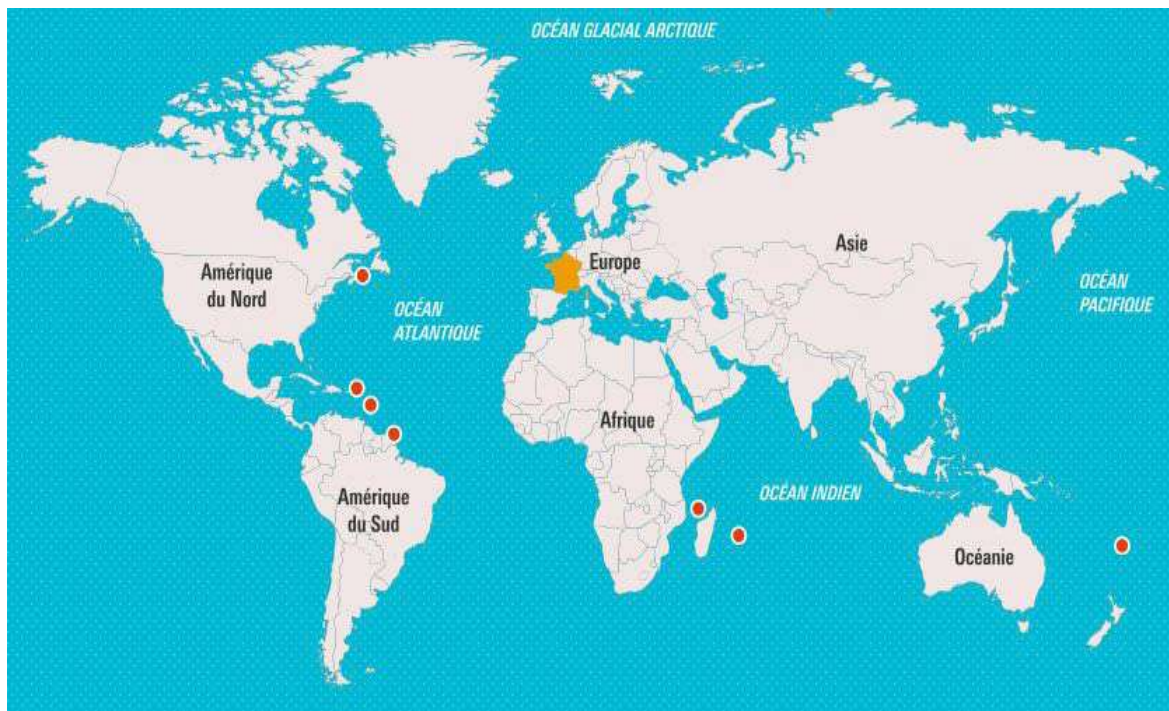 OCÉAN GLACIAL ARCTIQUE
Asie
Europe
Amérique
du Nord
OCÉAN
PACIFIQUE
OCÉAN
ATLANTIQUE
Afrique
OCÉAN INDIEN
Amérique
du Sud
Océanie